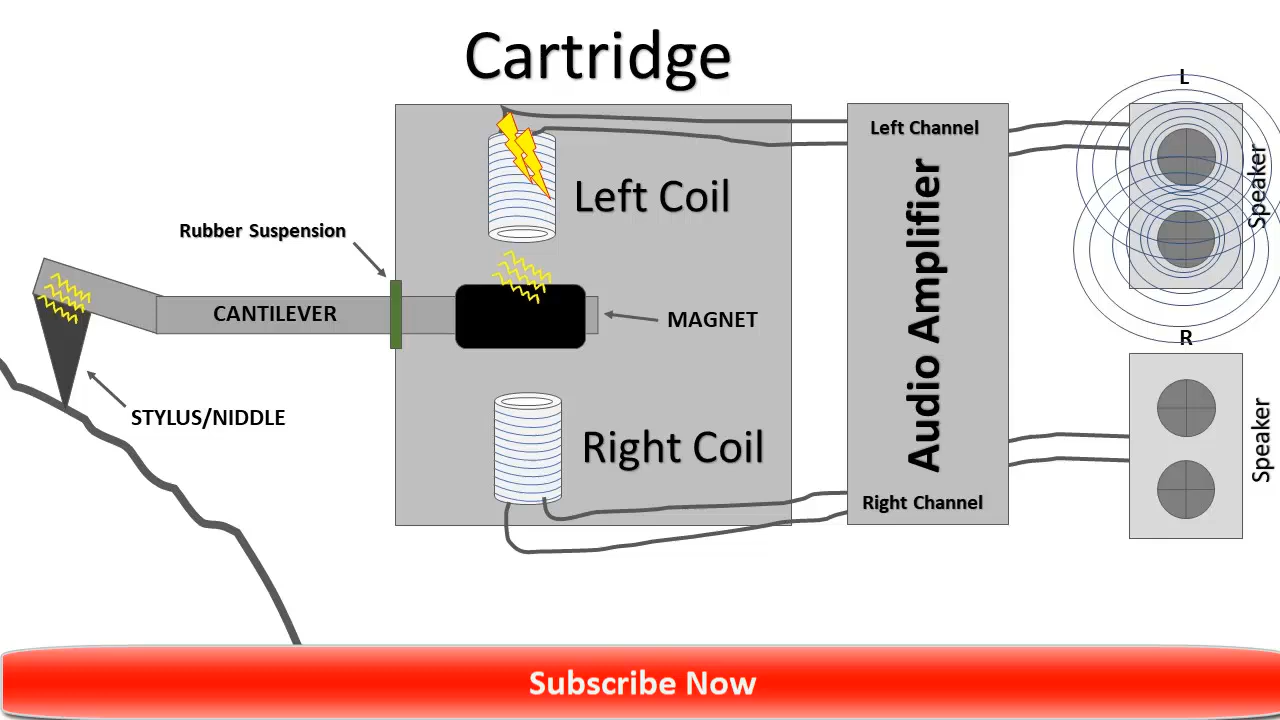 Cartridge
L
Left Channel
Speaker
Left Coil
Rubber Suspension
Audio Amplifier
CANTILEVER
MAGNET
R
STYLUS/NIDDLE
Right Coil
Speaker
Right Channel
Subscribe Now